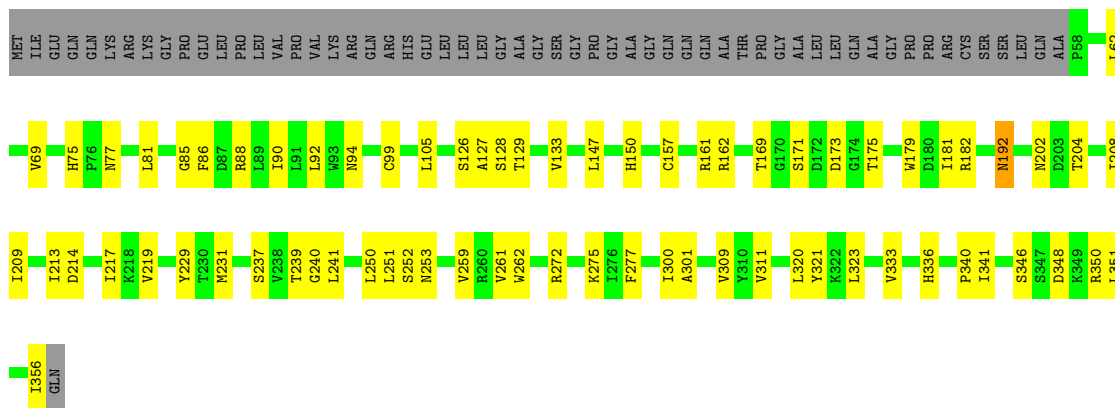 MET ILE GLU GLN GLN LYS ARG LYS GLY PRO GLU LEU PRO LEU VAL PRO VAL LYS ARG GLN ARG HIS GLU LEU LEU LEU GLY ALA GLY SER GLY PRO GLY ALA GLY GLN GLN GLN ALA THR PRO GLY ALA LEU LEU GLN ALA GLY PRO PRO ARG CYS SER SER LEU GLN ALA P58 L62
V69 H75 P76 N77 L81 G85 F86 D87 R88 L89 I90 L91 L92 W93 N94 C99 L105 S126 A127 S128 T129 V133 L147 H150 C157 R161 R162 T169 G170 S171 D172 D173 G174 T175 W179 D180 I181 R182 N192 N202 D203 T204
I209 I213 D214 I217 K218 V219 Y229 T230 M231 S237 V238 T239 G240 L241 L250 L251 S252 N253 V259 R260 V261 W262 R272 K275 I276 F277 I300 A301 V309 Y310 V311 L320 Y321 K322 L323 V333 H336 P340 I341 S346 S347 D348 K349 R350
I356 GLN